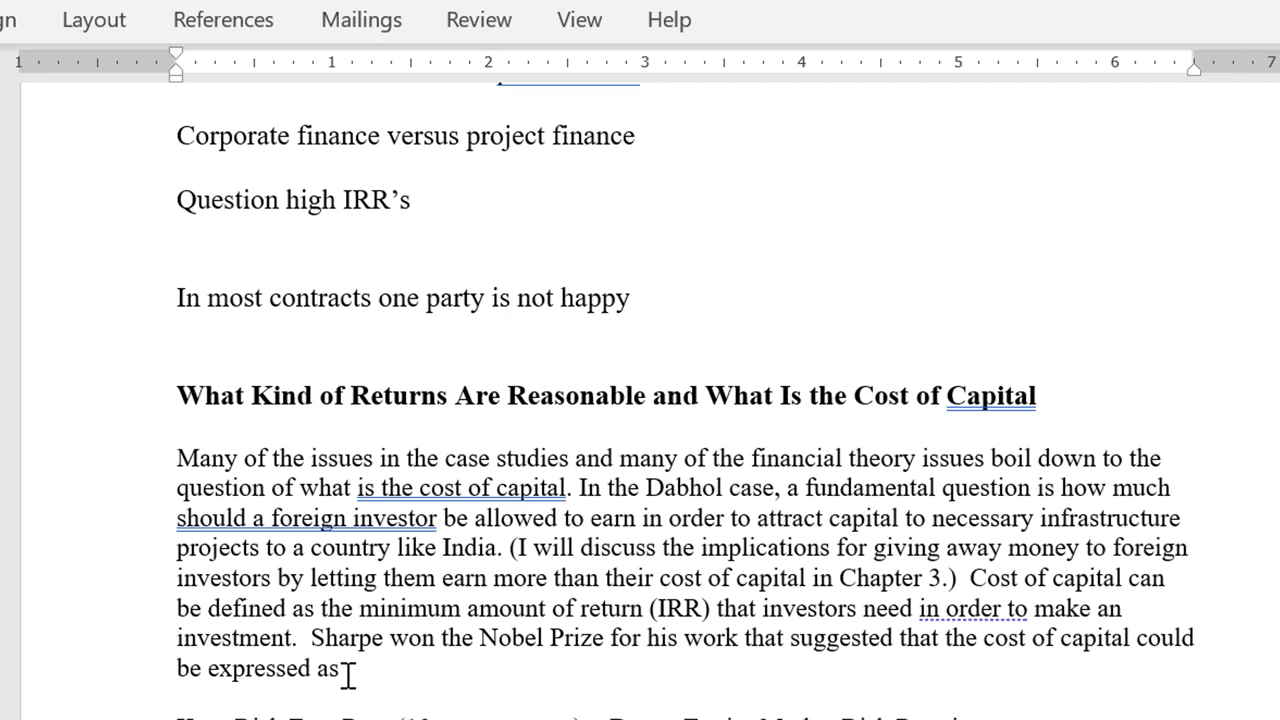 Layout References Mailings Review View Help
1 1 2 3 4 5 6 7
Corporate finance versus project finance
Question high IRR’s
In most contracts one party is not happy
What Kind of Returns Are Reasonable and What Is the Cost of Capital
Many of the issues in the case studies and many of the financial theory issues boil down to the
question of what is the cost of capital. In the Dabhol case, a fundamental question is how much
should a foreign investor be allowed to earn in order to attract capital to necessary infrastructure
projects to a country like India. (I will discuss the implications for giving away money to foreign
investors by letting them earn more than their cost of capital in Chapter 3.)  Cost of capital can
be defined as the minimum amount of return (IRR) that investors need in order to make an
investment.  Sharpe won the Nobel Prize for his work that suggested that the cost of capital could
be expressed as